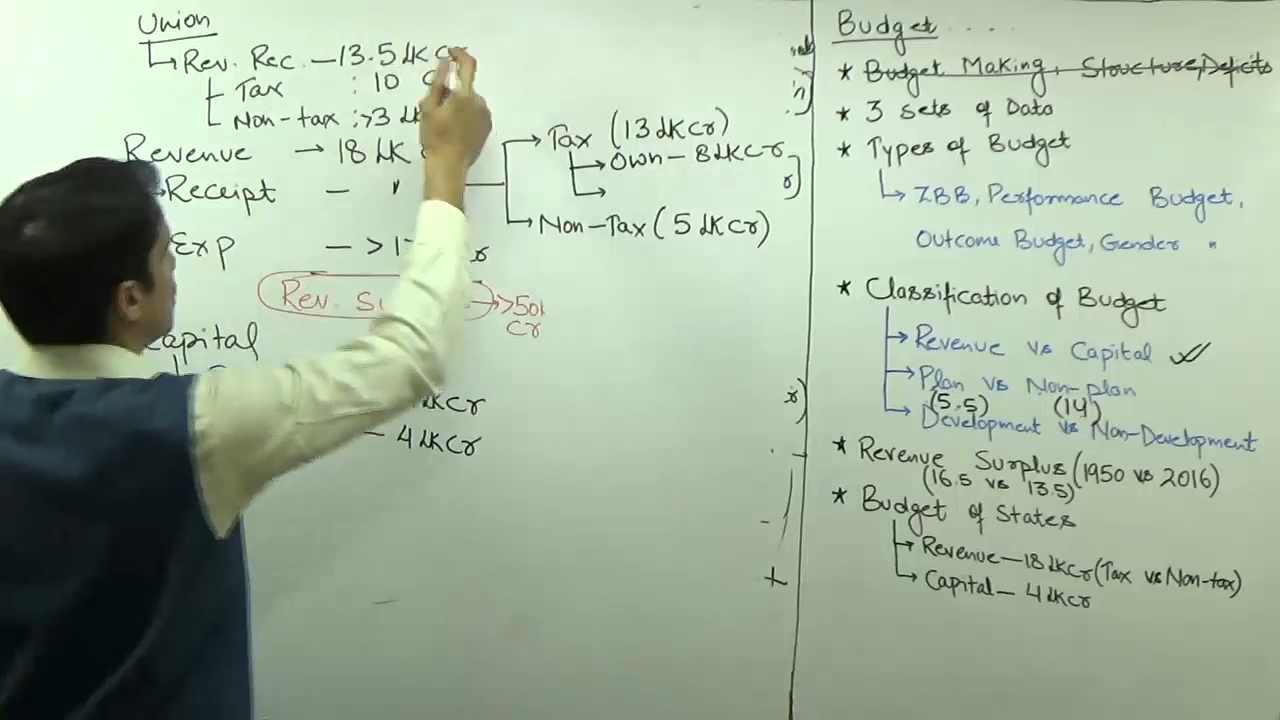 Union
Rev. Rec. – 13.5 LK Cr
Tax : 10
Non-tax : >3 LK
Revenue → 18 LK
Receipt – "
Exp – > 17
Rev. → >50K
Cr
Capital
LKCr
– 4 LKCr
Tax (13 LKCr)
Own – 8 LKCr
Non-Tax (5 LKCr)
Budget ....
* Budget Making, Structure, Deficits
* 3 Sets of Data
* Types of Budget
ZBB, Performance Budget,
Outcome Budget, Gender "
* Classification of Budget
Revenue vs Capital
Plan vs Non-plan
(5.5) (14)
Development vs Non-Development
* Revenue Surplus (1950 vs 2016)
(16.5 vs 13.5)
* Budget of States
Revenue – 18 LKCr (Tax vs Non-tax)
Capital – 4 LKCr